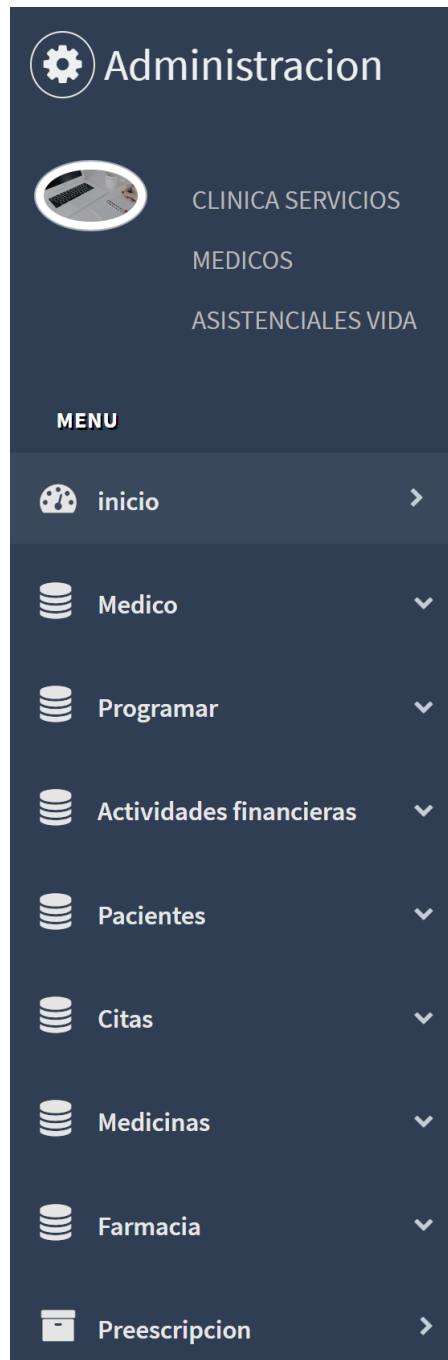 Administracion
CLINICA SERVICIOS
MEDICOS
ASISTENCIALES VIDA
MENU
inicio
Medico
Programar
Actividades financieras
Pacientes
Citas
Medicinas
Farmacia
Preescripcion